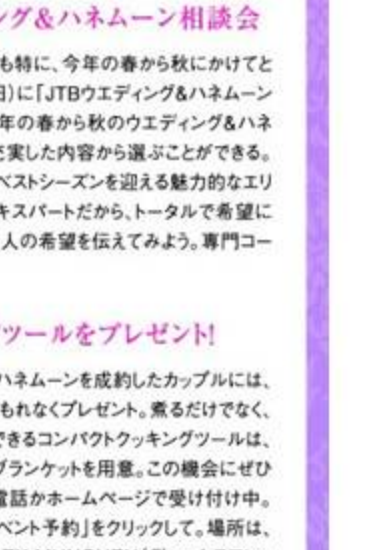 ング&ハネムーン相談会
も特に、今年の春から秋にかけてと
日)に「JTBウエディング&ハネムーン
年の春から秋のウエディング&ハネ
充実した内容から選ぶことができる。
ベストシーズンを迎える魅力的なエリ
キスパートだから、トータルで希望に
人の希望を伝えてみよう。専門コー
ツールをプレゼント!
ハネムーンを成約したカップルには、
もれなくプレゼント。煮るだけでなく、
できるコンパクトクッキングツールは、
ブランケットを用意。この機会にぜひ
電話かホームページで受け付け中。
ベント予約」をクリックして。場所は、